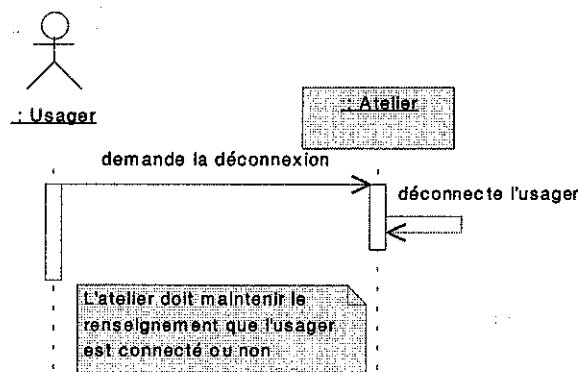 : Usager
: Atelier
demande la déconnexion
déconnecte l'usager
L'atelier doit maintenir le
renseignement que l'usager
est connecté ou non